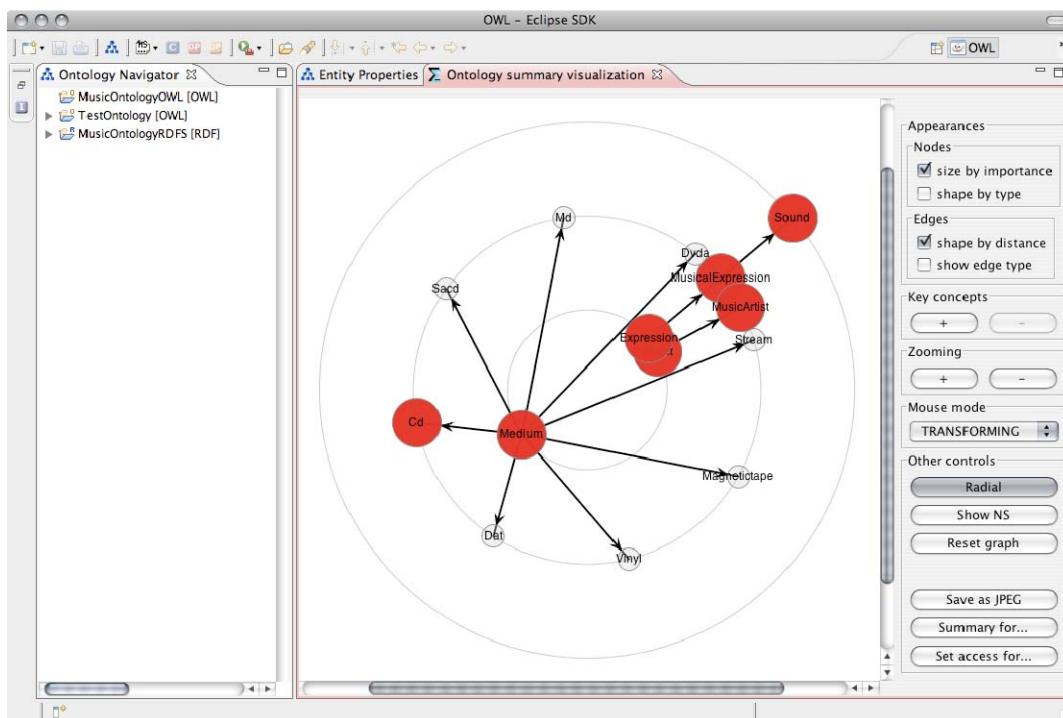 OWL – Eclipse SDK
OWL
Ontology Navigator
MusicOntologyOWL [OWL]
TestOntology [OWL]
MusicOntologyRDFS [RDF]
Entity Properties
Ontology summary visualization
Sound
Md
Dvda
MusicalExpression
Sacd
MusicArtist
Expression
Stream
Cd
Medium
Magnetictape
Dat
Vinyl
Appearances
Nodes
size by importance
shape by type
Edges
shape by distance
show edge type
Key concepts
+ -
Zooming
+ -
Mouse mode
TRANSFORMING
Other controls
Radial
Show NS
Reset graph
Save as JPEG
Summary for...
Set access for...